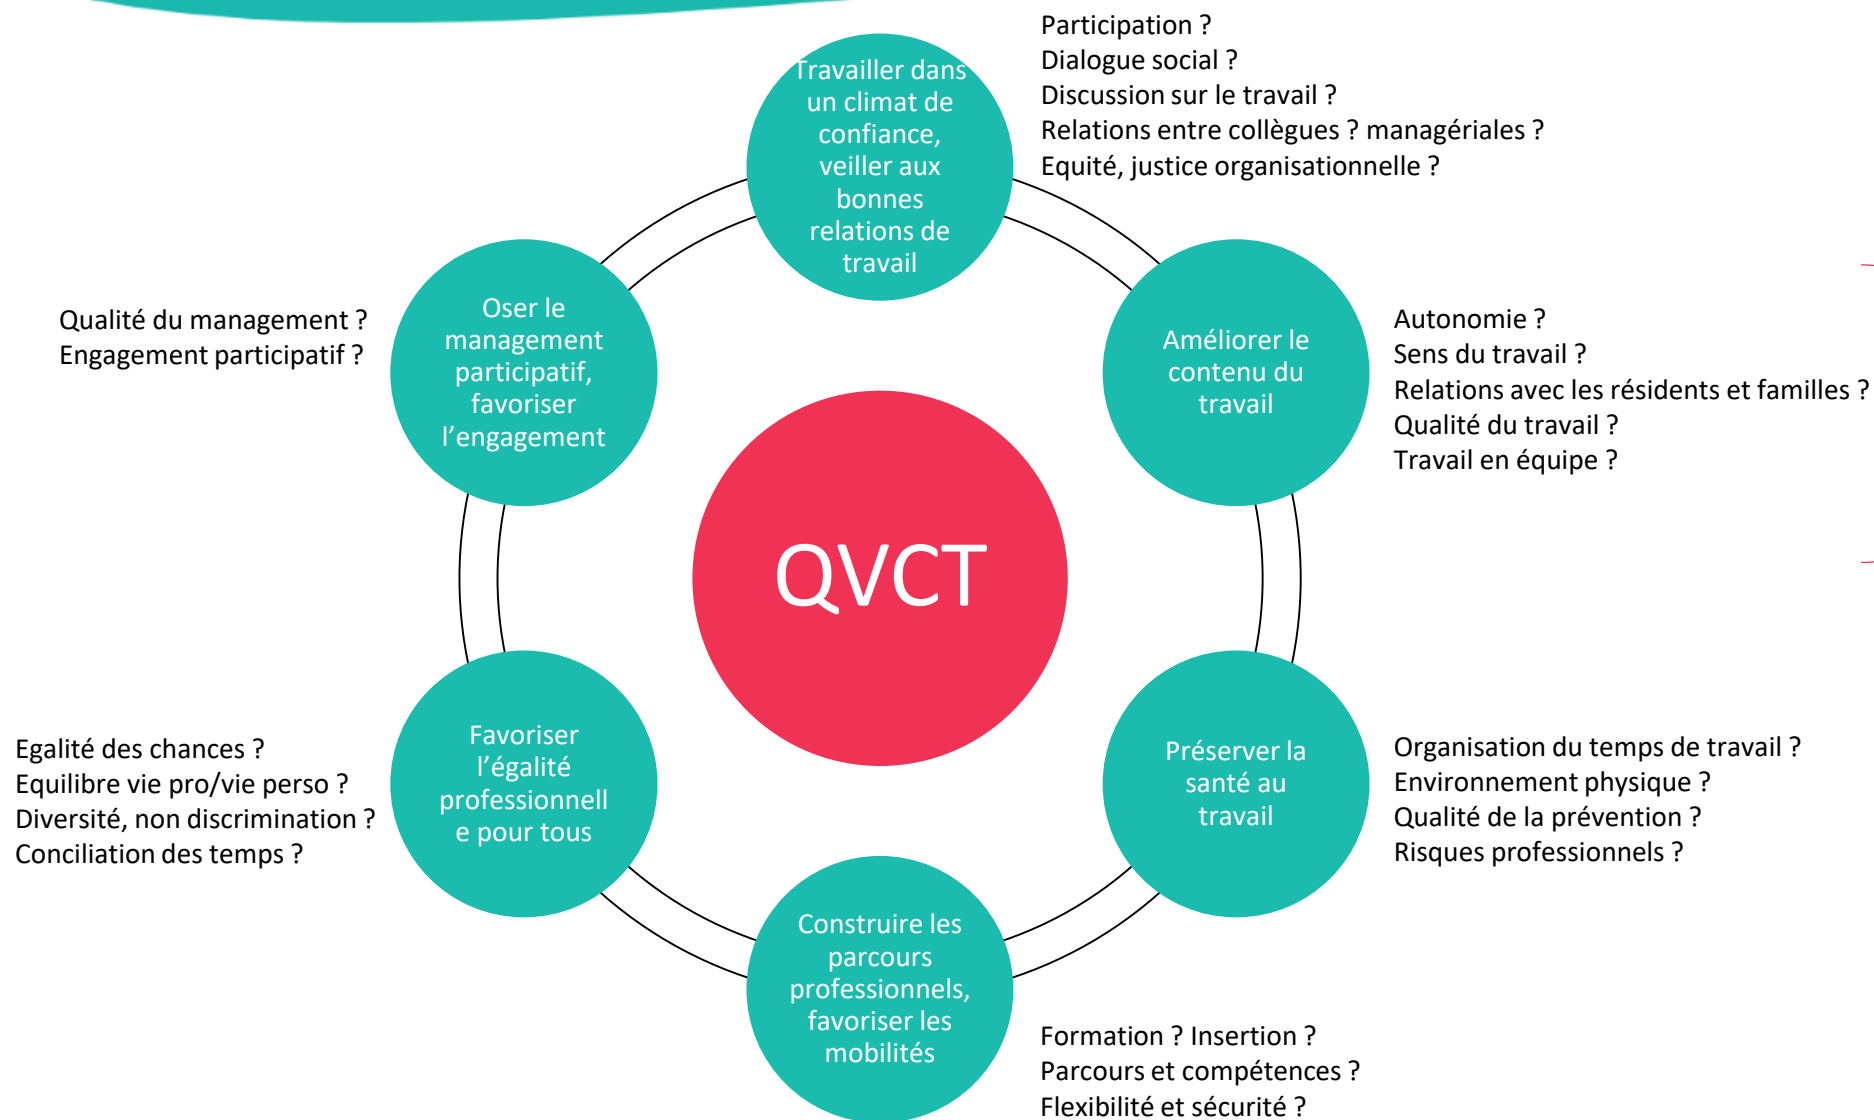 Travailler dans
un climat de
confiance,
veiller aux
bonnes
relations de
travail
Participation ?
Dialogue social ?
Discussion sur le travail ?
Relations entre collègues ? managériales ?
Equité, justice organisationnelle ?
Améliorer le
contenu du
travail
Autonomie ?
Sens du travail ?
Relations avec les résidents et familles ?
Qualité du travail ?
Travail en équipe ?
Préserver la
santé au
travail
Organisation du temps de travail ?
Environnement physique ?
Qualité de la prévention ?
Risques professionnels ?
Construire les
parcours
professionnels,
favoriser les
mobilités
Formation ? Insertion ?
Parcours et compétences ?
Flexibilité et sécurité ?
Favoriser
l’égalité
professionnell
e pour tous
Egalité des chances ?
Equilibre vie pro/vie perso ?
Diversité, non discrimination ?
Conciliation des temps ?
Oser le
management
participatif,
favoriser
l’engagement
Qualité du management ?
Engagement participatif ?
QVCT